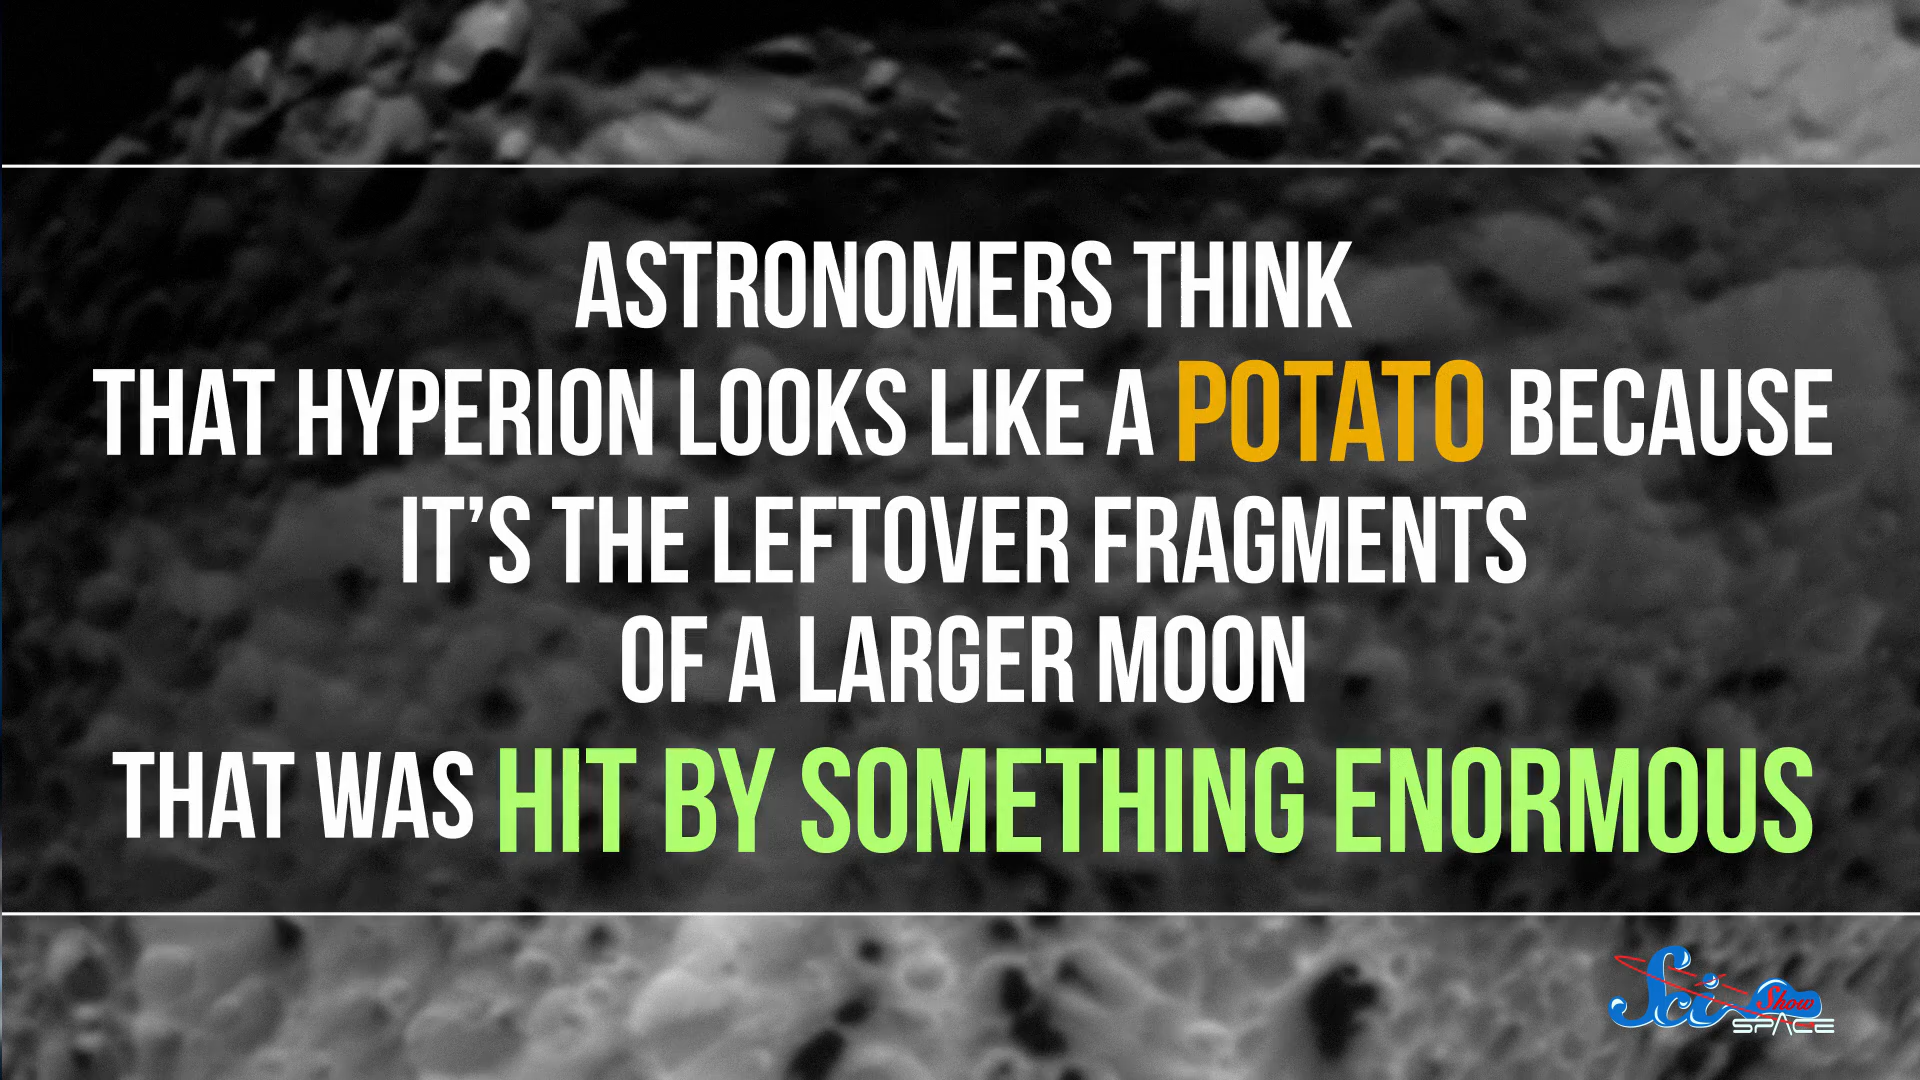 ASTRONOMERS THINK
THAT HYPERION LOOKS LIKE A POTATO BECAUSE
IT’S THE LEFTOVER FRAGMENTS
OF A LARGER MOON
THAT WAS HIT BY SOMETHING ENORMOUS
Sci Show
SPACE